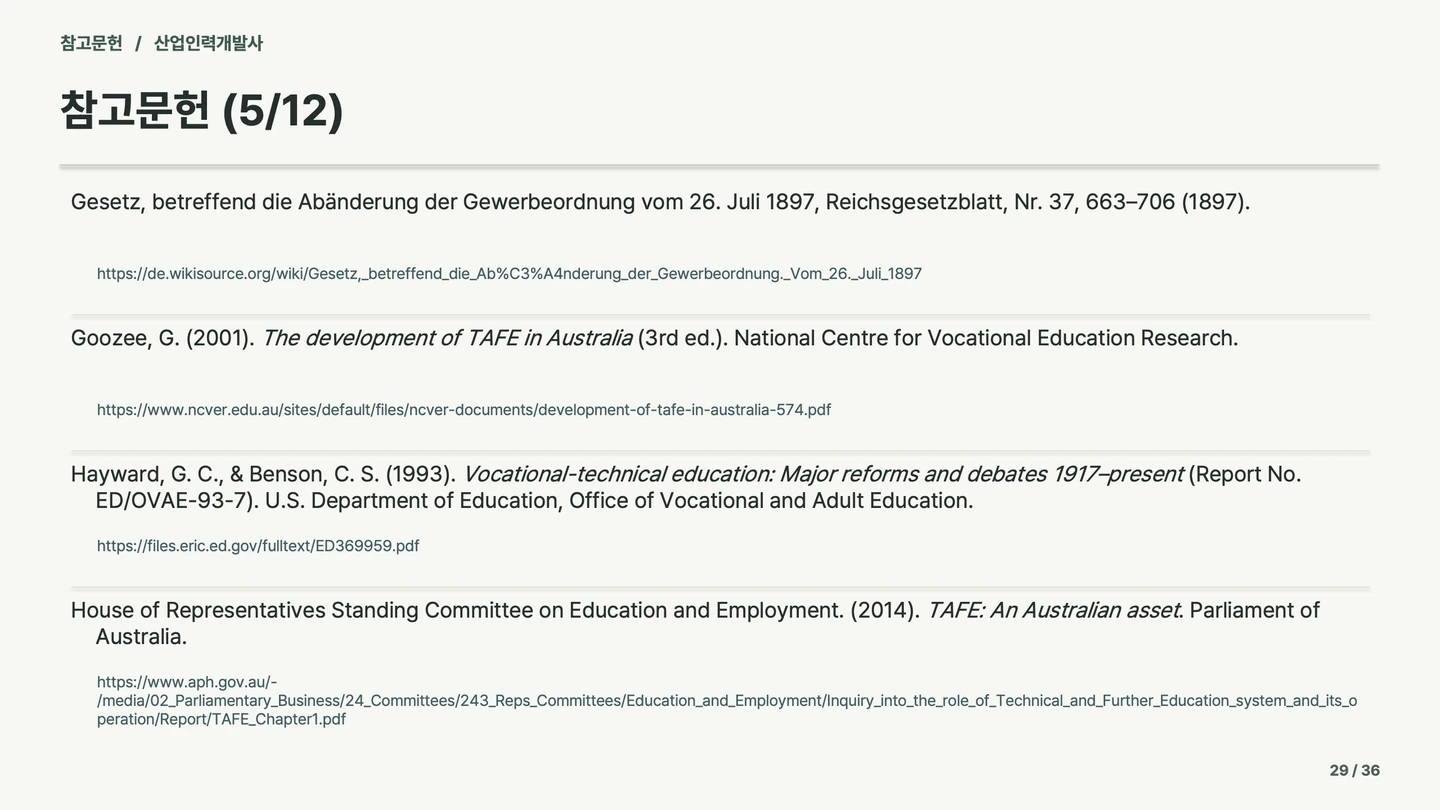 참고문헌 / 산업인력개발사
참고문헌 (5/12)
Gesetz, betreffend die Abänderung der Gewerbeordnung vom 26. Juli 1897, Reichsgesetzblatt, Nr. 37, 663–706 (1897).
https://de.wikisource.org/wiki/Gesetz,_betreffend_die_Ab%C3%A4nderung_der_Gewerbeordnung._Vom_26._Juli_1897
Goozee, G. (2001). The development of TAFE in Australia (3rd ed.). National Centre for Vocational Education Research.
https://www.ncver.edu.au/sites/default/files/ncver-documents/development-of-tafe-in-australia-574.pdf
Hayward, G. C., & Benson, C. S. (1993). Vocational-technical education: Major reforms and debates 1917–present (Report No.
ED/OVAE-93-7). U.S. Department of Education, Office of Vocational and Adult Education.
https://files.eric.ed.gov/fulltext/ED369959.pdf
House of Representatives Standing Committee on Education and Employment. (2014). TAFE: An Australian asset. Parliament of
Australia.
https://www.aph.gov.au/-
/media/02_Parliamentary_Business/24_Committees/243_Reps_Committees/Education_and_Employment/Inquiry_into_the_role_of_Technical_and_Further_Education_system_and_its_o
peration/Report/TAFE_Chapter1.pdf
29 / 36